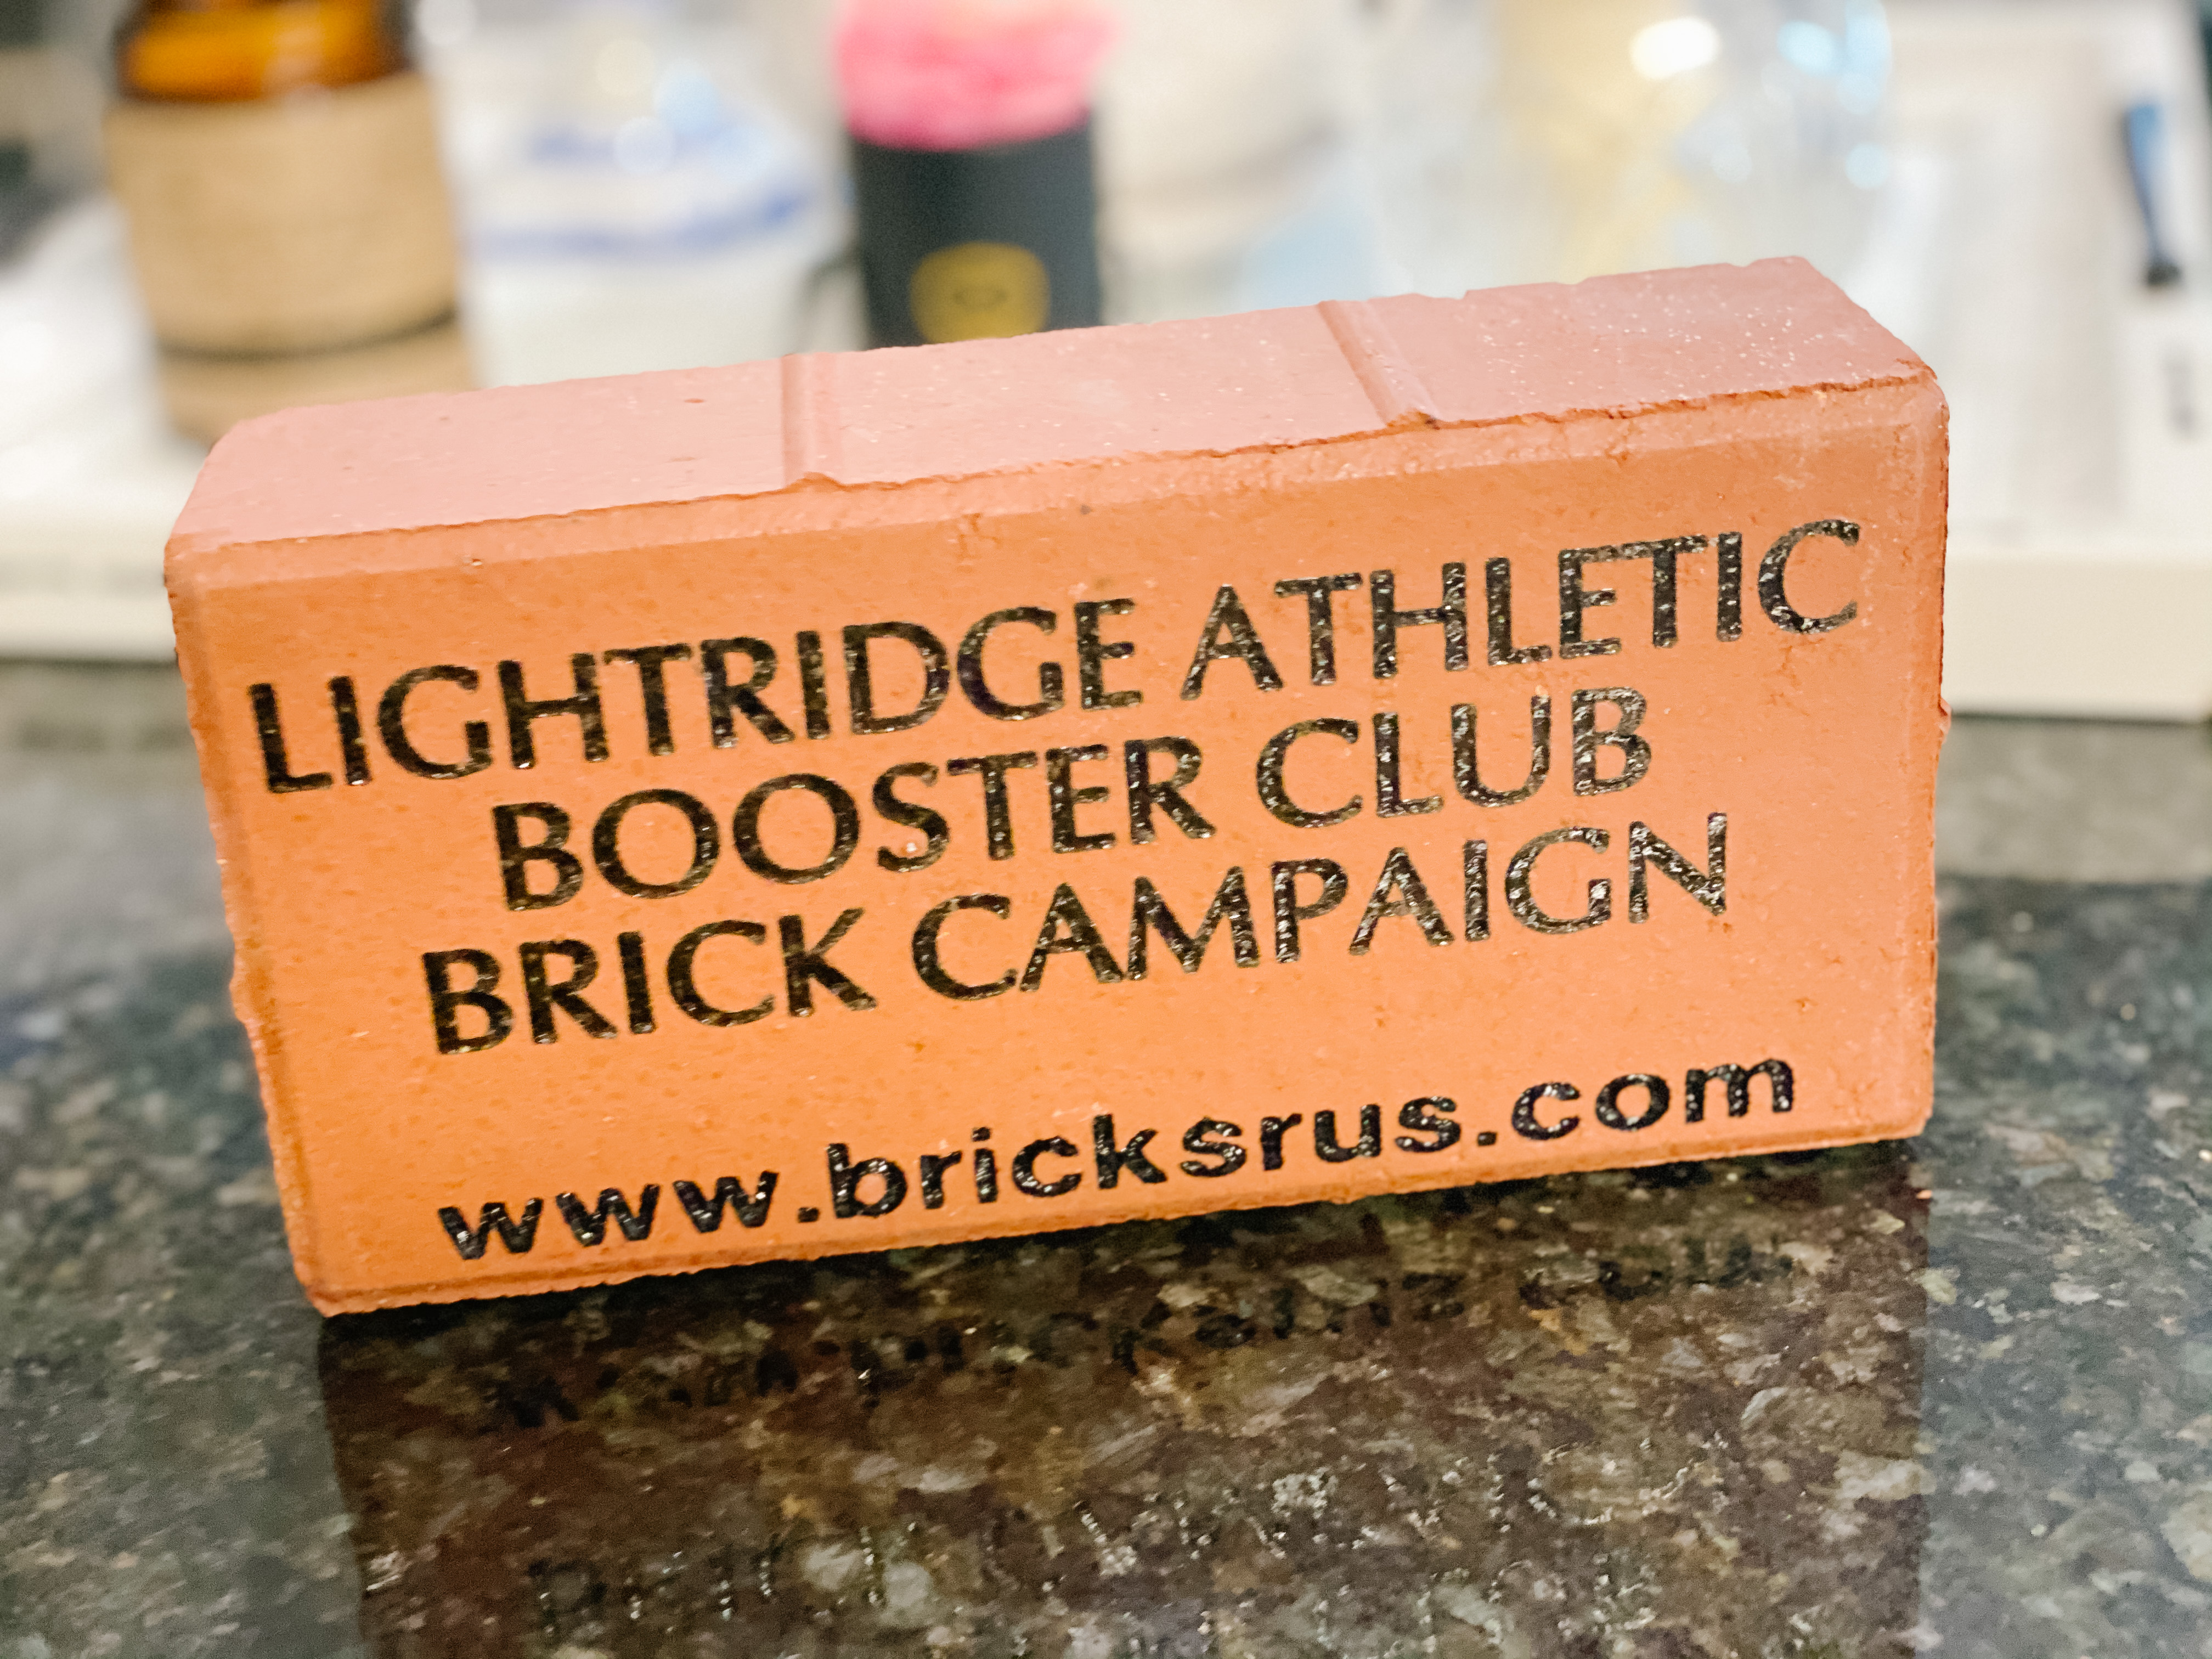 LIGHTRIDGE ATHLETIC
BOOSTER CLUB
BRICK CAMPAIGN
www.bricksrus.com